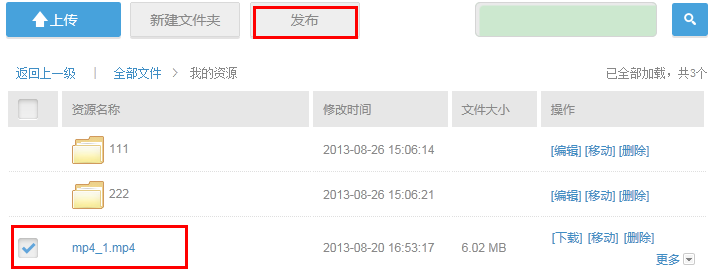 上传 新建文件夹 发布
返回上一级 | 全部文件 > 我的资源 已全部加载，共3个
资源名称 修改时间 文件大小 操作
111 2013-08-26 15:06:14 [编辑] [移动] [删除]
222 2013-08-26 15:06:21 [编辑] [移动] [删除]
mp4_1.mp4 2013-08-20 16:53:17 6.02 MB [下载] [移动] [删除]
更多